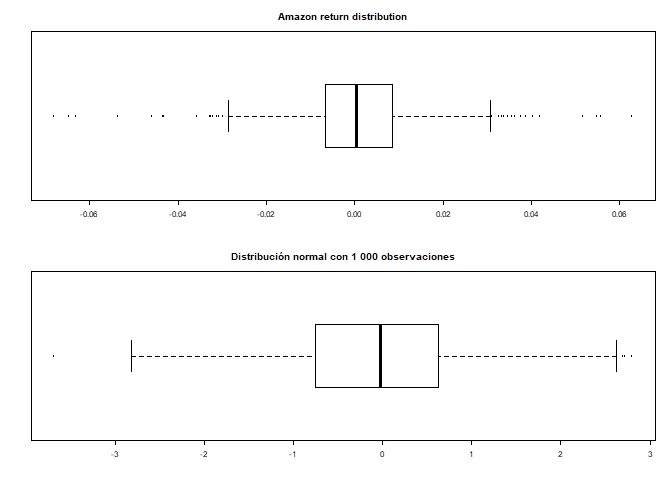 Amazon return distribution
-0.06 -0.04 -0.02 0.00 0.02 0.04 0.06
Distribución normal con 1 000 observaciones
-3 -2 -1 0 1 2 3